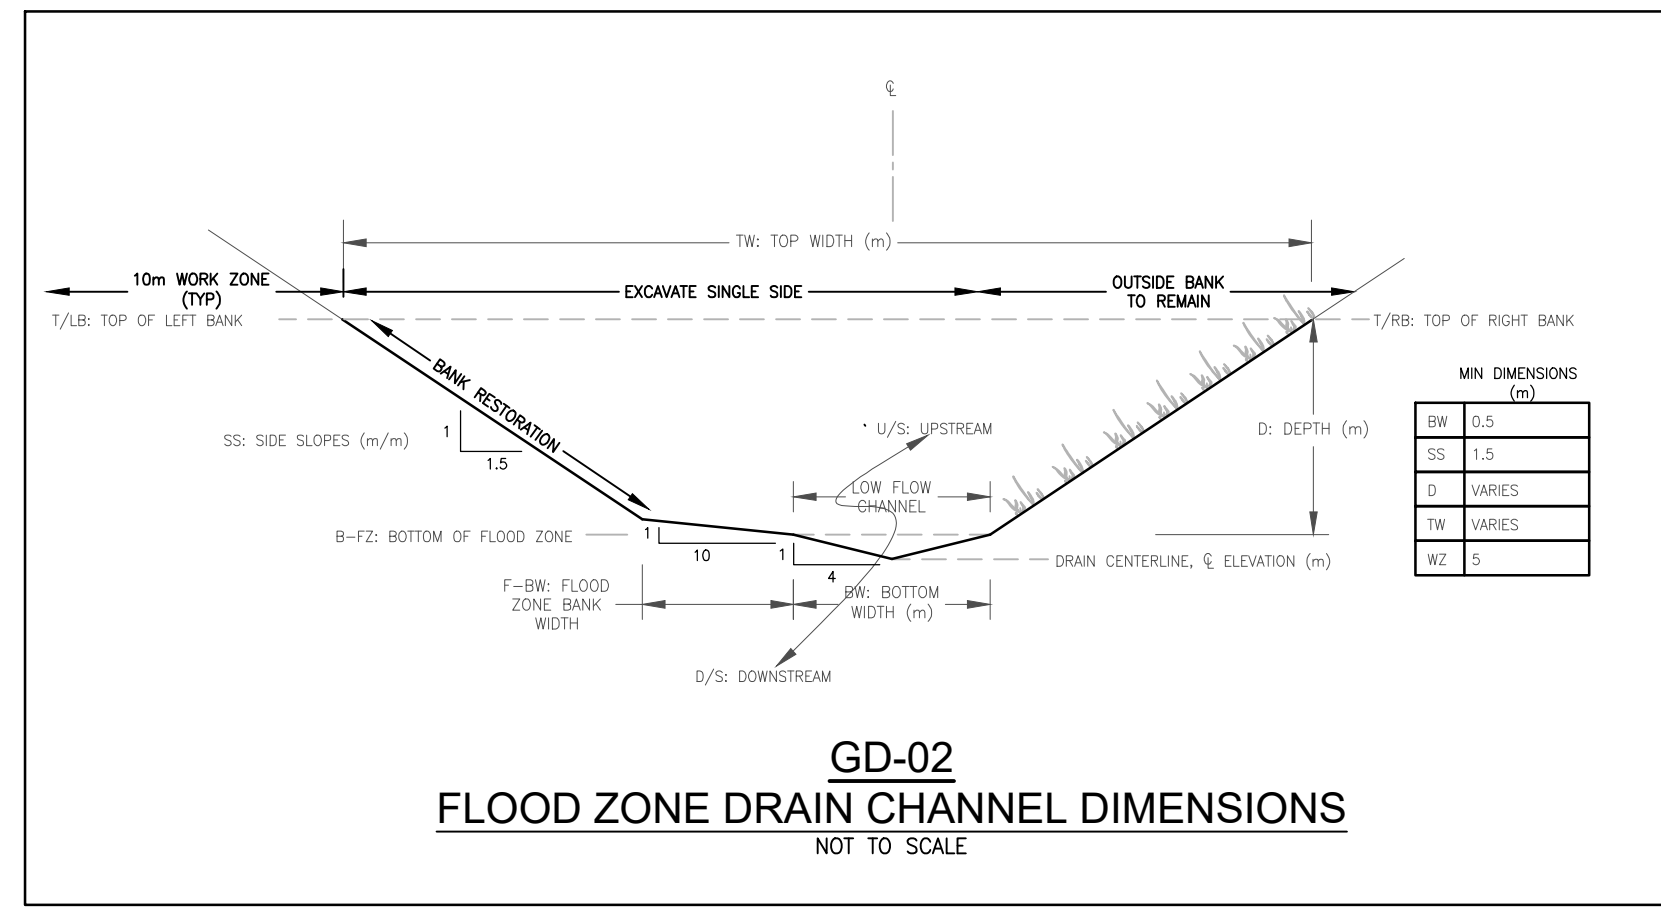 ℄
TW: TOP WIDTH (m)
10m WORK ZONE
(TYP)
EXCAVATE SINGLE SIDE
OUTSIDE BANK
TO REMAIN
T/LB: TOP OF LEFT BANK
T/RB: TOP OF RIGHT BANK
BANK RESTORATION
SS: SIDE SLOPES (m/m)
1
1.5
U/S: UPSTREAM
D: DEPTH (m)
LOW FLOW
CHANNEL
B-FZ: BOTTOM OF FLOOD ZONE
1
10
1
4
DRAIN CENTERLINE, ℄ ELEVATION (m)
F-BW: FLOOD
ZONE BANK
WIDTH
BW: BOTTOM
WIDTH (m)
D/S: DOWNSTREAM
MIN DIMENSIONS
(m)
BW 0.5
SS 1.5
D VARIES
TW VARIES
WZ 5
GD-02
FLOOD ZONE DRAIN CHANNEL DIMENSIONS
NOT TO SCALE